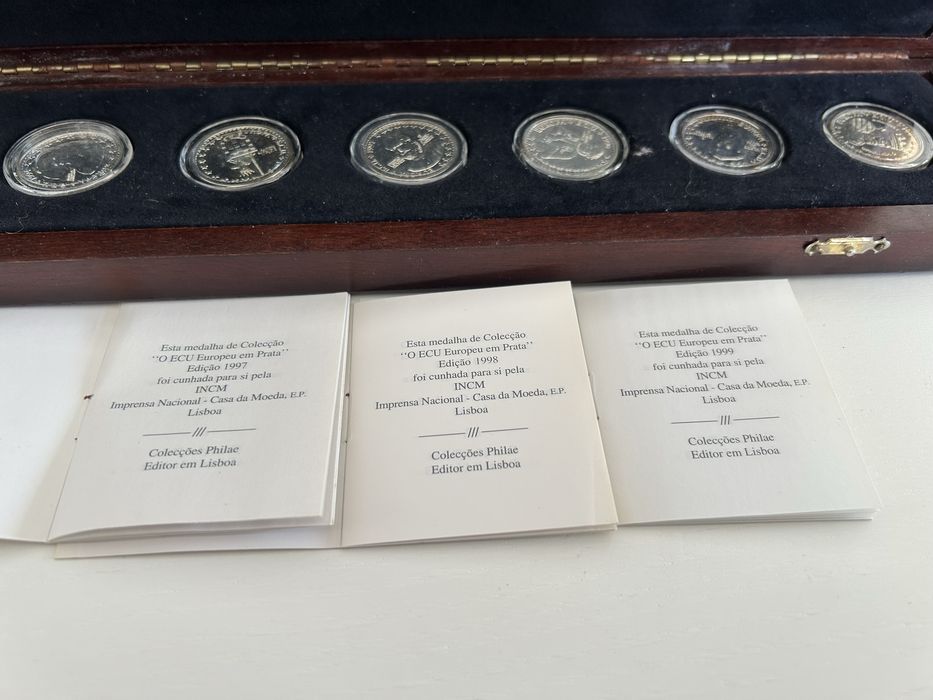 Esta medalha de Colecção
"O ECU Europeu em Prata"
Edição 1997
foi cunhada para si pela
INCM
Imprensa Nacional - Casa da Moeda, E.P.
Lisboa
///
Colecções Philae
Editor em Lisboa
Esta medalha de Colecção
"O ECU Europeu em Prata"
Edição 1998
foi cunhada para si pela
INCM
Imprensa Nacional - Casa da Moeda, E.P.
Lisboa
///
Colecções Philae
Editor em Lisboa
Esta medalha de Colecção
"O ECU Europeu em Prata"
Edição 1999
foi cunhada para si pela
INCM
Imprensa Nacional - Casa da Moeda, E.P.
Lisboa
///
Colecções Philae
Editor em Lisboa